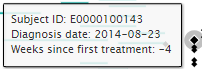 Subject ID: E0000100143
Diagnosis date: 2014-08-23
Weeks since first treatment: -4